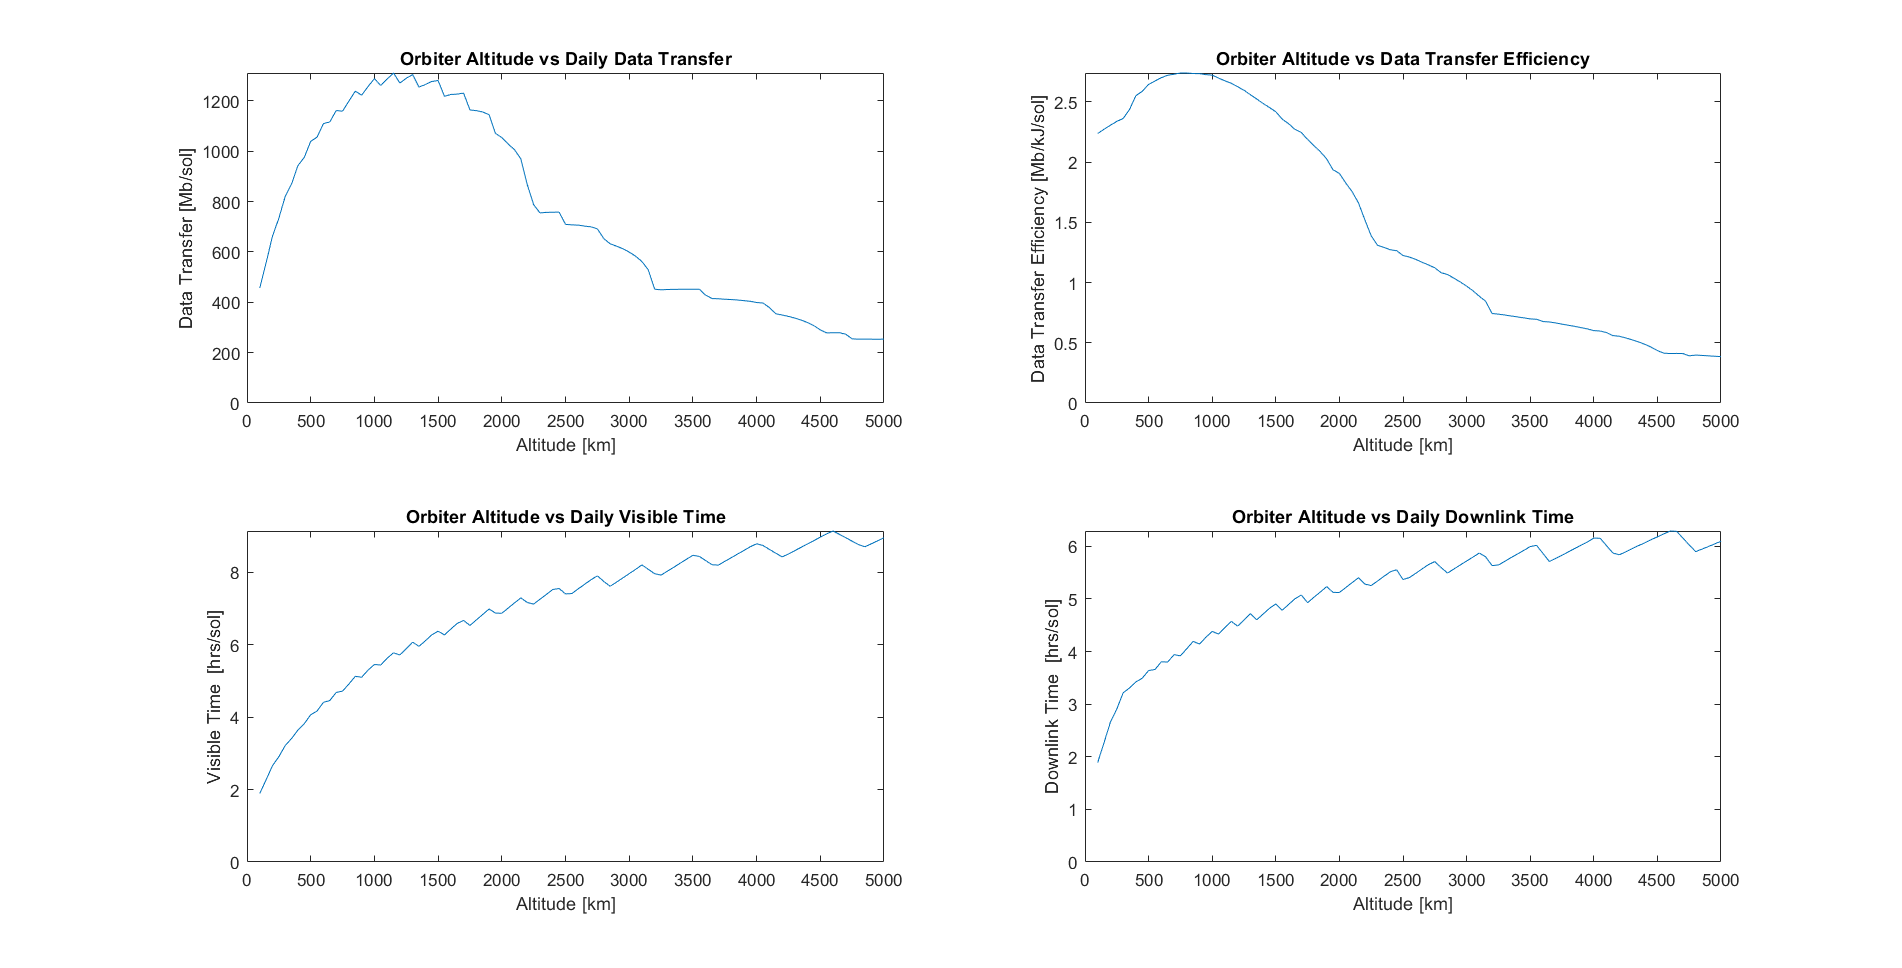 Orbiter Altitude vs Daily Data Transfer
Data Transfer [Mb/sol]
1200
1000
800
600
400
200
0
0 500 1000 1500 2000 2500 3000 3500 4000 4500 5000
Altitude [km]
Orbiter Altitude vs Data Transfer Efficiency
Data Transfer Efficiency [Mb/kJ/sol]
2.5
2
1.5
1
0.5
0
0 500 1000 1500 2000 2500 3000 3500 4000 4500 5000
Altitude [km]
Orbiter Altitude vs Daily Visible Time
Visible Time [hrs/sol]
8
6
4
2
0
0 500 1000 1500 2000 2500 3000 3500 4000 4500 5000
Altitude [km]
Orbiter Altitude vs Daily Downlink Time
Downlink Time [hrs/sol]
6
5
4
3
2
1
0
0 500 1000 1500 2000 2500 3000 3500 4000 4500 5000
Altitude [km]